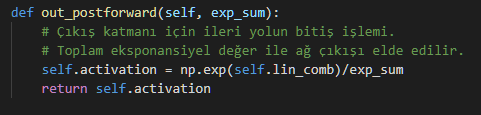 def out_postforward(self, exp_sum):
# Çıkış katmanı için ileri yolun bitiş işlemi.
# Toplam eksponansiyel değer ile ağ çıkışı elde edilir.
self.activation = np.exp(self.lin_comb)/exp_sum
return self.activation